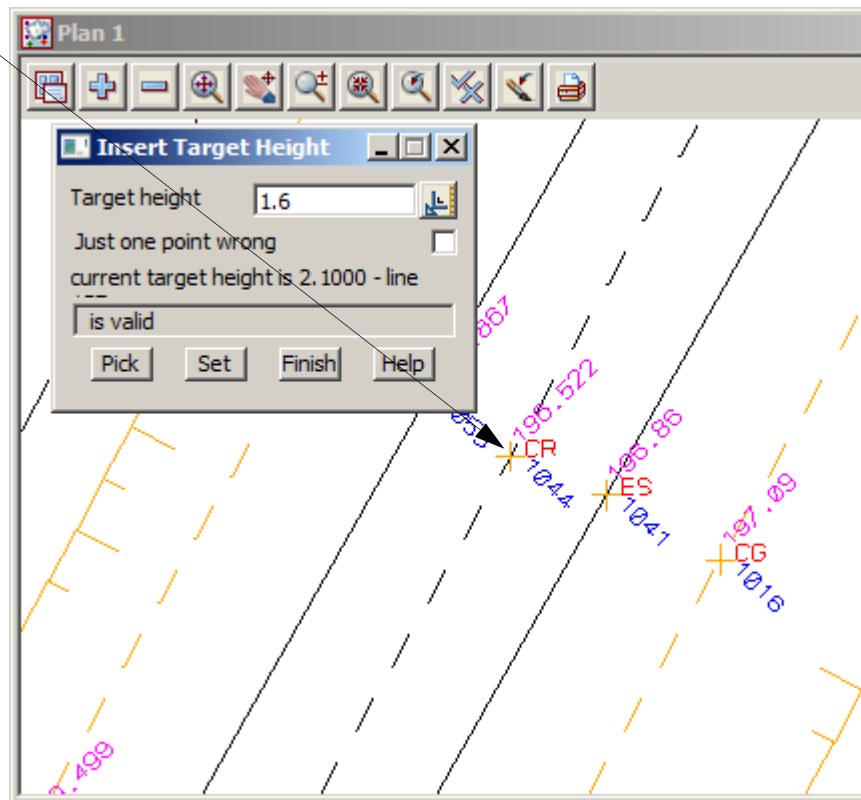 Plan 1
Insert Target Height
Target height 1.6
Just one point wrong
current target height is 2.1000 - line
is valid
Pick Set Finish Help
196.522
CR
1044
196.86
ES
1041
197.09
CG
1016